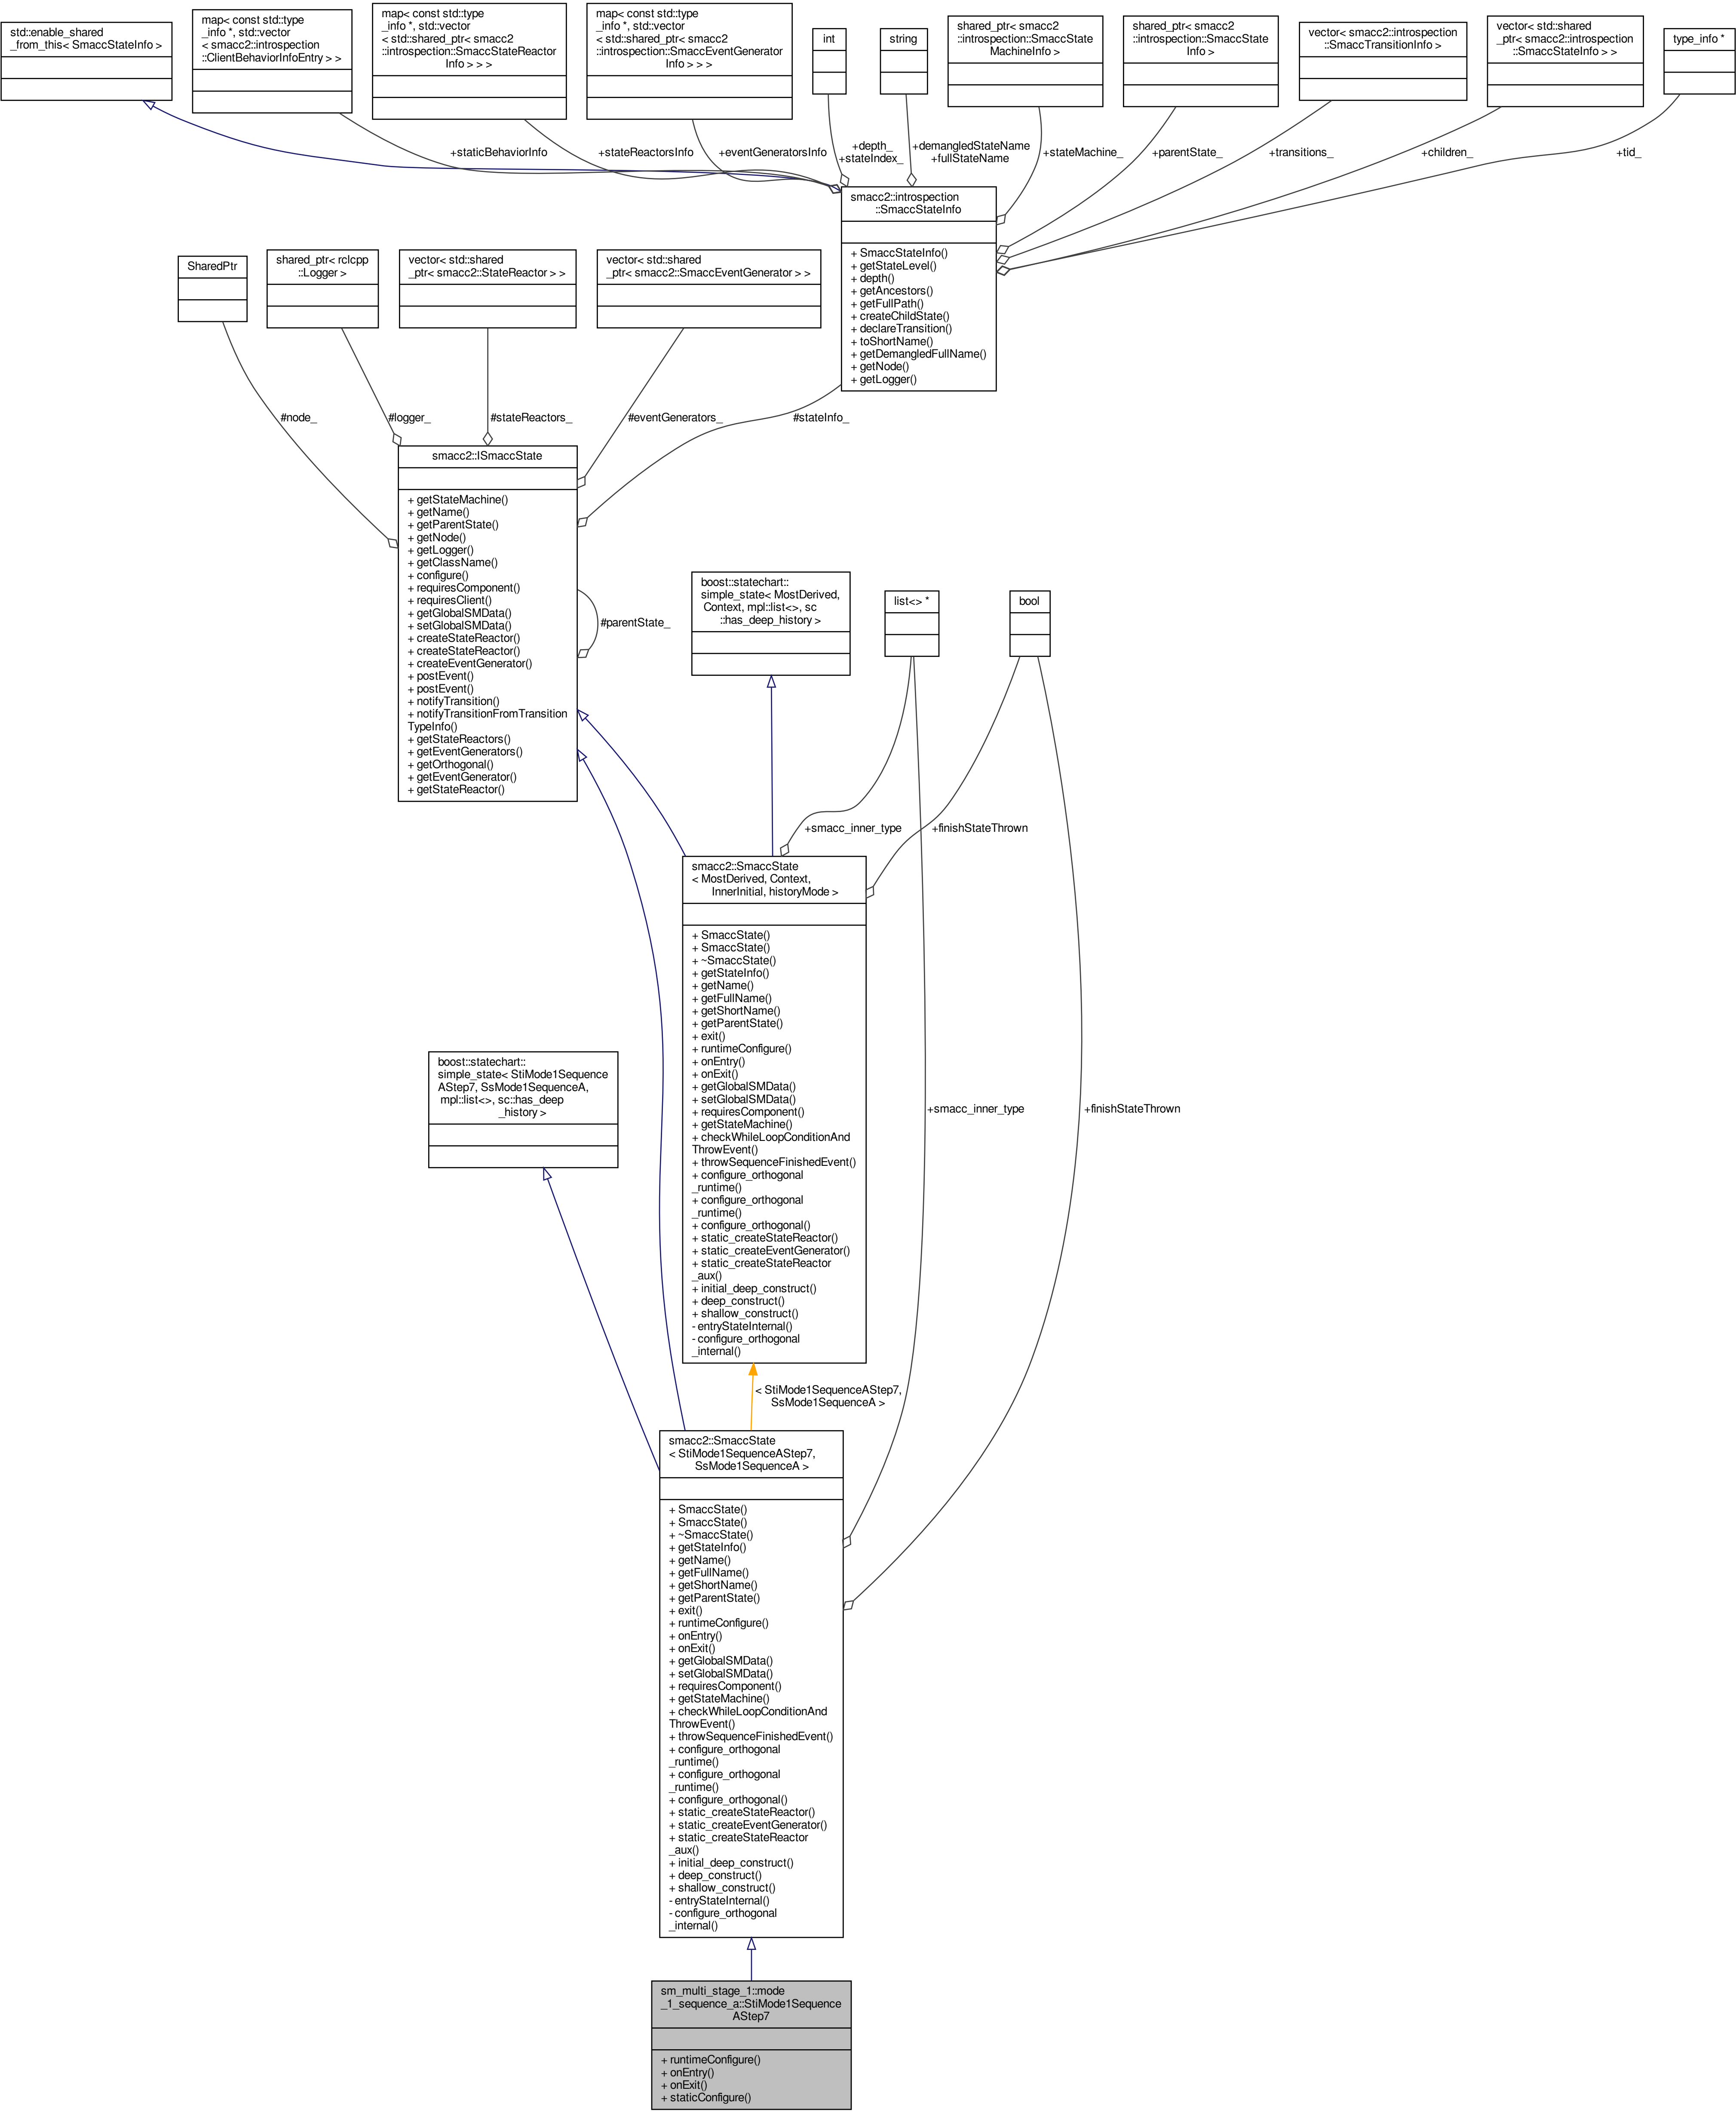 std::enable_shared
_from_this< SmaccStateInfo >
map< const std::type
_info *, std::vector
< smacc2::introspection
::ClientBehaviorInfoEntry > >
map< const std::type
_info *, std::vector
< std::shared_ptr< smacc2
::introspection::SmaccStateReactor
Info > > >
map< const std::type
_info *, std::vector
< std::shared_ptr< smacc2
::introspection::SmaccEventGenerator
Info > > >
int
string
shared_ptr< smacc2
::introspection::SmaccState
MachineInfo >
shared_ptr< smacc2
::introspection::SmaccState
Info >
vector< smacc2::introspection
::SmaccTransitionInfo >
vector< std::shared
_ptr< smacc2::introspection
::SmaccStateInfo > >
type_info *
+staticBehaviorInfo
+stateReactorsInfo
+eventGeneratorsInfo
+depth_
+stateIndex_
+demangledStateName
+fullStateName
+stateMachine_
+parentState_
+transitions_
+children_
+tid_
smacc2::introspection
::SmaccStateInfo
+ SmaccStateInfo()
+ getStateLevel()
+ depth()
+ getAncestors()
+ getFullPath()
+ createChildState()
+ declareTransition()
+ toShortName()
+ getDemangledFullName()
+ getNode()
+ getLogger()
SharedPtr
shared_ptr< rclcpp
::Logger >
vector< std::shared
_ptr< smacc2::StateReactor > >
vector< std::shared
_ptr< smacc2::SmaccEventGenerator > >
#node_
#logger_
#stateReactors_
#eventGenerators_
#stateInfo_
smacc2::ISmaccState
+ getStateMachine()
+ getName()
+ getParentState()
+ getNode()
+ getLogger()
+ getClassName()
+ configure()
+ requiresComponent()
+ requiresClient()
+ getGlobalSMData()
+ setGlobalSMData()
+ createStateReactor()
+ createStateReactor()
+ createEventGenerator()
+ postEvent()
+ postEvent()
+ notifyTransition()
+ notifyTransitionFromTransition
TypeInfo()
+ getStateReactors()
+ getEventGenerators()
+ getOrthogonal()
+ getEventGenerator()
+ getStateReactor()
#parentState_
boost::statechart::
simple_state< MostDerived,
Context, mpl::list<>, sc
::has_deep_history >
list<> *
bool
+smacc_inner_type
+finishStateThrown
smacc2::SmaccState
< MostDerived, Context,
InnerInitial, historyMode >
+ SmaccState()
+ SmaccState()
+ ~SmaccState()
+ getStateInfo()
+ getName()
+ getFullName()
+ getShortName()
+ getParentState()
+ exit()
+ runtimeConfigure()
+ onEntry()
+ onExit()
+ getGlobalSMData()
+ setGlobalSMData()
+ requiresComponent()
+ getStateMachine()
+ checkWhileLoopConditionAnd
ThrowEvent()
+ throwSequenceFinishedEvent()
+ configure_orthogonal
_runtime()
+ configure_orthogonal
_runtime()
+ configure_orthogonal()
+ static_createStateReactor()
+ static_createEventGenerator()
+ static_createStateReactor
_aux()
+ initial_deep_construct()
+ deep_construct()
+ shallow_construct()
- entryStateInternal()
- configure_orthogonal
_internal()
boost::statechart::
simple_state< StiMode1Sequence
AStep7, SsMode1SequenceA,
mpl::list<>, sc::has_deep
_history >
+smacc_inner_type
+finishStateThrown
< StiMode1SequenceAStep7,
SsMode1SequenceA >
smacc2::SmaccState
< StiMode1SequenceAStep7,
SsMode1SequenceA >
+ SmaccState()
+ SmaccState()
+ ~SmaccState()
+ getStateInfo()
+ getName()
+ getFullName()
+ getShortName()
+ getParentState()
+ exit()
+ runtimeConfigure()
+ onEntry()
+ onExit()
+ getGlobalSMData()
+ setGlobalSMData()
+ requiresComponent()
+ getStateMachine()
+ checkWhileLoopConditionAnd
ThrowEvent()
+ throwSequenceFinishedEvent()
+ configure_orthogonal
_runtime()
+ configure_orthogonal
_runtime()
+ configure_orthogonal()
+ static_createStateReactor()
+ static_createEventGenerator()
+ static_createStateReactor
_aux()
+ initial_deep_construct()
+ deep_construct()
+ shallow_construct()
- entryStateInternal()
- configure_orthogonal
_internal()
sm_multi_stage_1::mode
_1_sequence_a::StiMode1Sequence
AStep7
+ runtimeConfigure()
+ onEntry()
+ onExit()
+ staticConfigure()